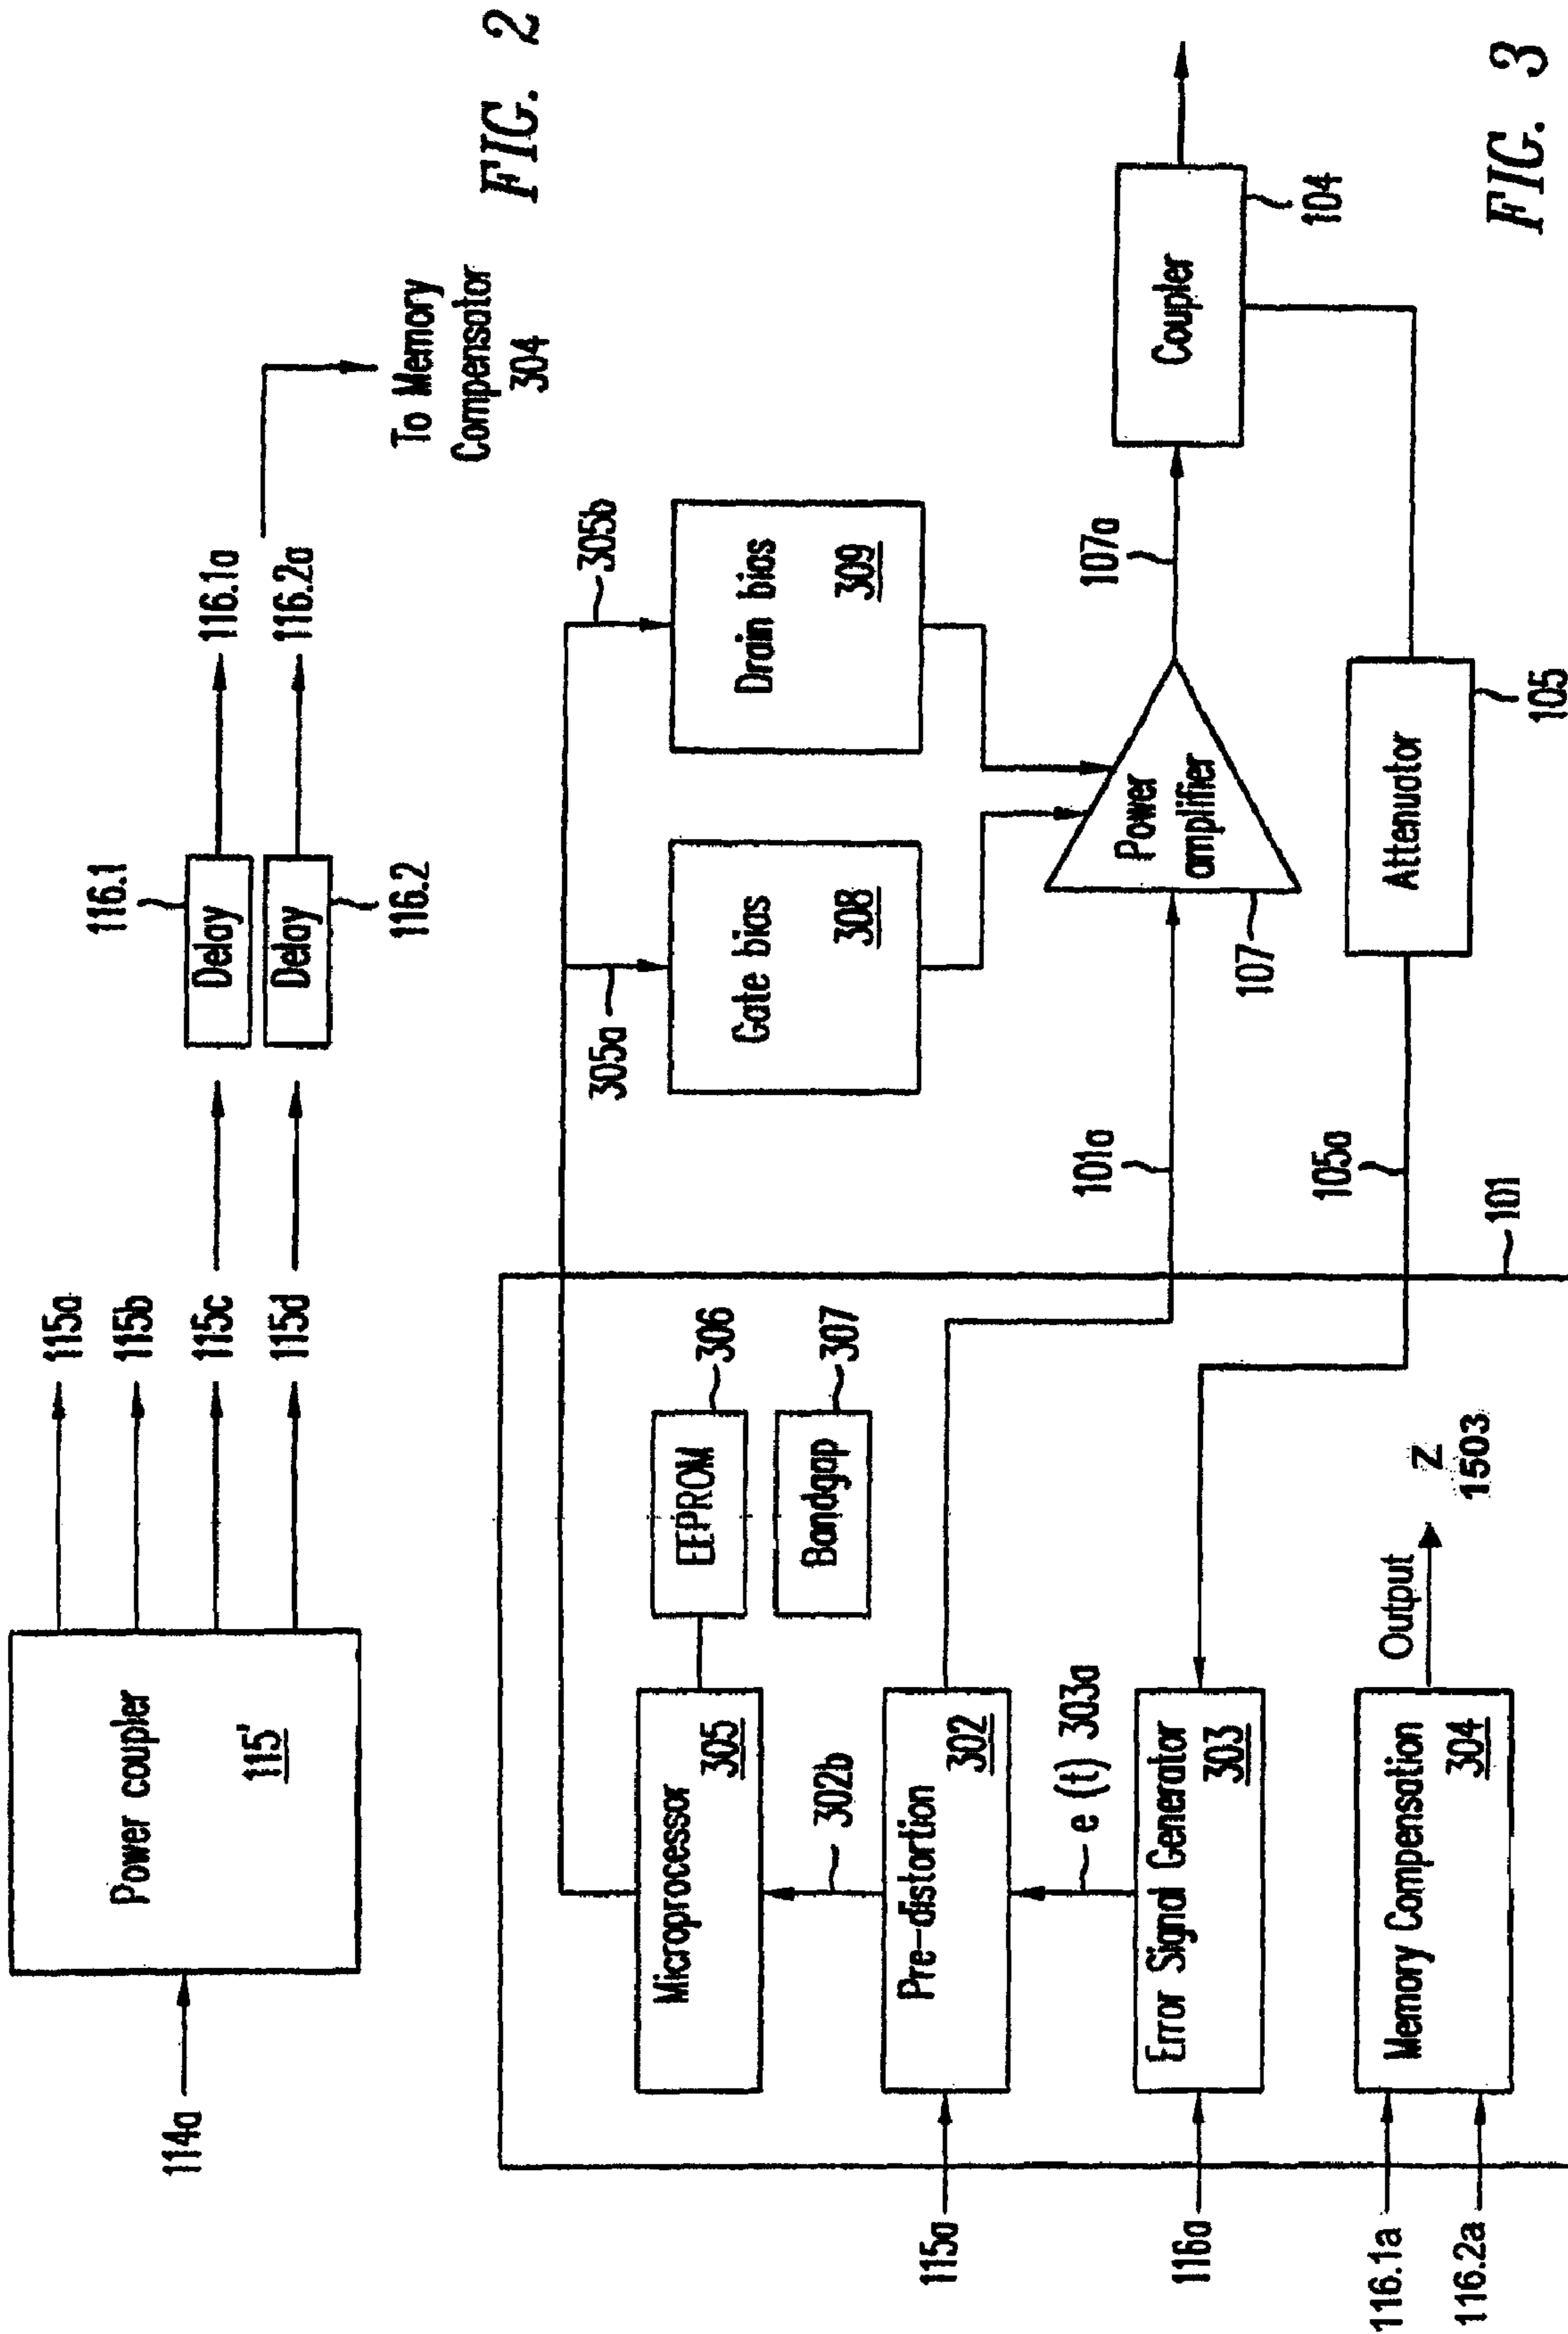 114a
Power coupler
115'
115a
115b
115c
115d
116.1
Delay
Delay
116.2
116.1a
116.2a
To Memory
Compensator
304
FIG. 2
115a
116a
116.1a
116.2a
Microprocessor
305
EEPROM
306
Bandgap
307
302b
Pre-distortion
302
e (t) 303a
Error Signal Generator
303
Memory Compensation
304
Output
Z
1503
101
305a
305b
Gate bias
308
Drain bias
309
101a
Power
amplifier
107
107a
Coupler
104
105a
Attenuator
105
FIG. 3